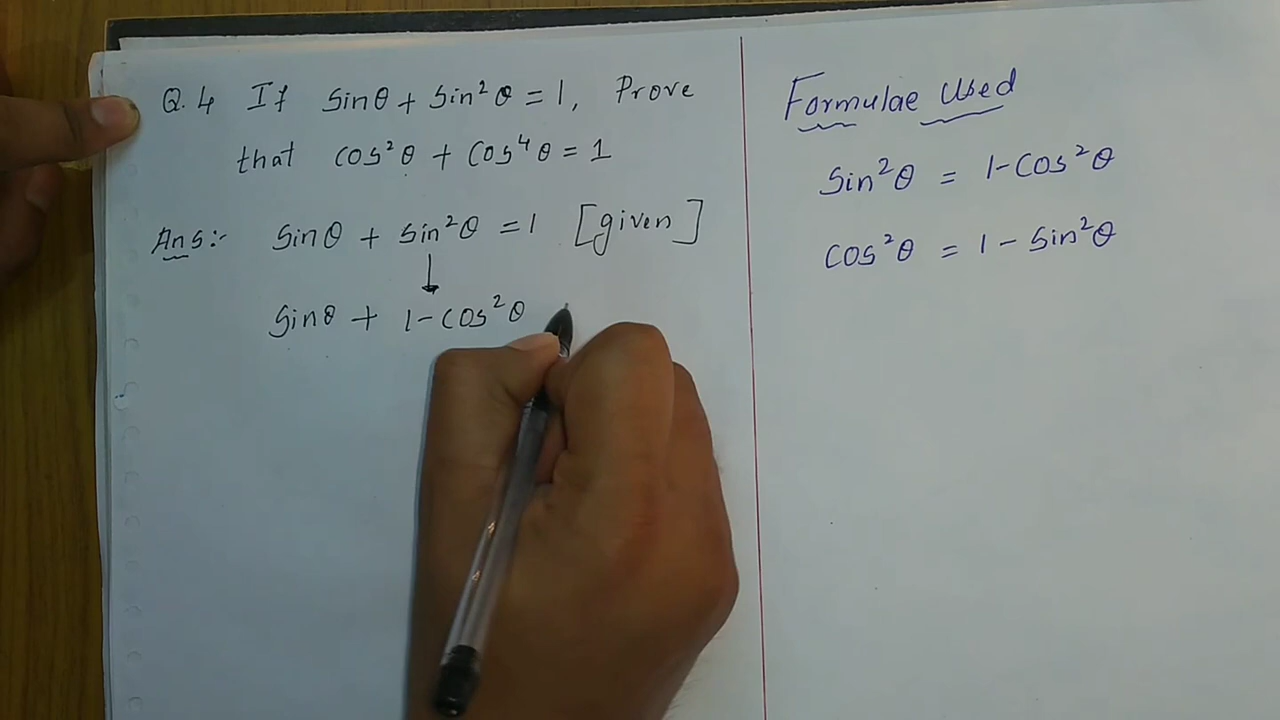 Q.4 If Sinθ + Sin²θ = 1, Prove
that cos²θ + cos⁴θ = 1
Ans:- Sinθ + sin²θ = 1 [given]
Sinθ + 1-cos²θ
Formulae Used
Sin²θ = 1-Cos²θ
cos²θ = 1 - Sin²θ